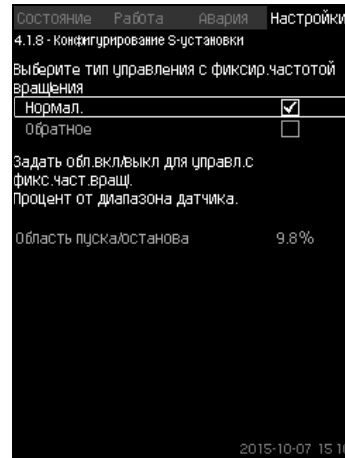 Состояние Работа Авария Настройки
4.1.8 - Конфигурирование S-установки
Выберите тип управления с фиксир.частотой
вращения
Нормал.
Обратное
Задать обл.вкл/выкл для управл.с
фикс.част.вращ.
Процент от диапазона датчика.
Область пуска/останова 9.8%
2015-10-07 15:1